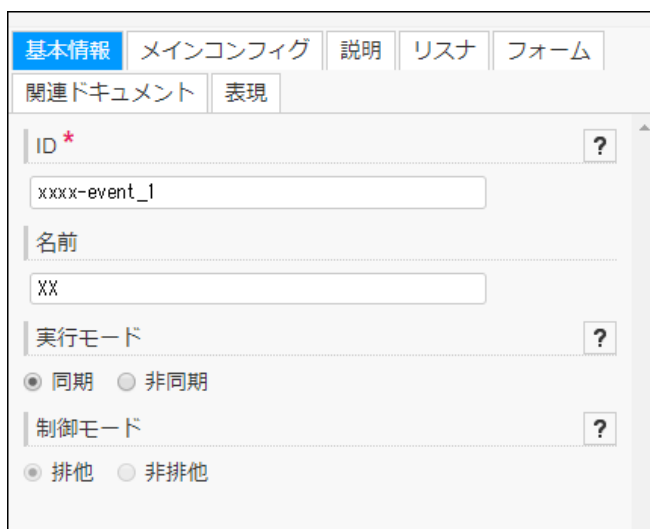 基本情報 メインコンフィグ 説明 リスナ フォーム
関連ドキュメント 表現
ID * ?
xxxx-event_1
名前
XX
実行モード ?
同期 非同期
制御モード ?
排他 非排他